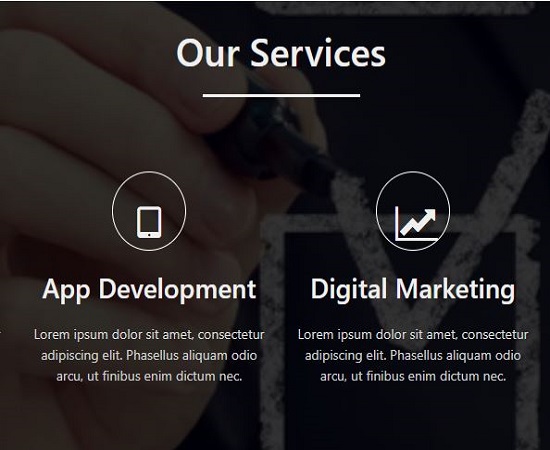 Our Services
App Development
Lorem ipsum dolor sit amet, consectetur
adipiscing elit. Phasellus aliquam odio
arcu, ut finibus enim dictum nec.
Digital Marketing
Lorem ipsum dolor sit amet, consectetur
adipiscing elit. Phasellus aliquam odio
arcu, ut finibus enim dictum nec.